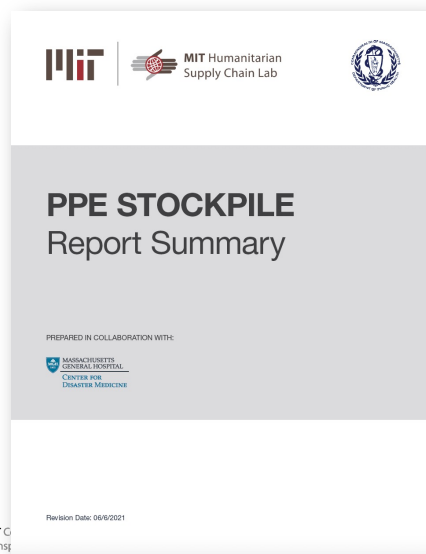 MIT
MIT Humanitarian
Supply Chain Lab
PPE STOCKPILE
Report Summary
PREPARED IN COLLABORATION WITH:
MASSACHUSETTS
GENERAL HOSPITAL
CENTER FOR
DISASTER MEDICINE
Revision Date: 06/6/2021